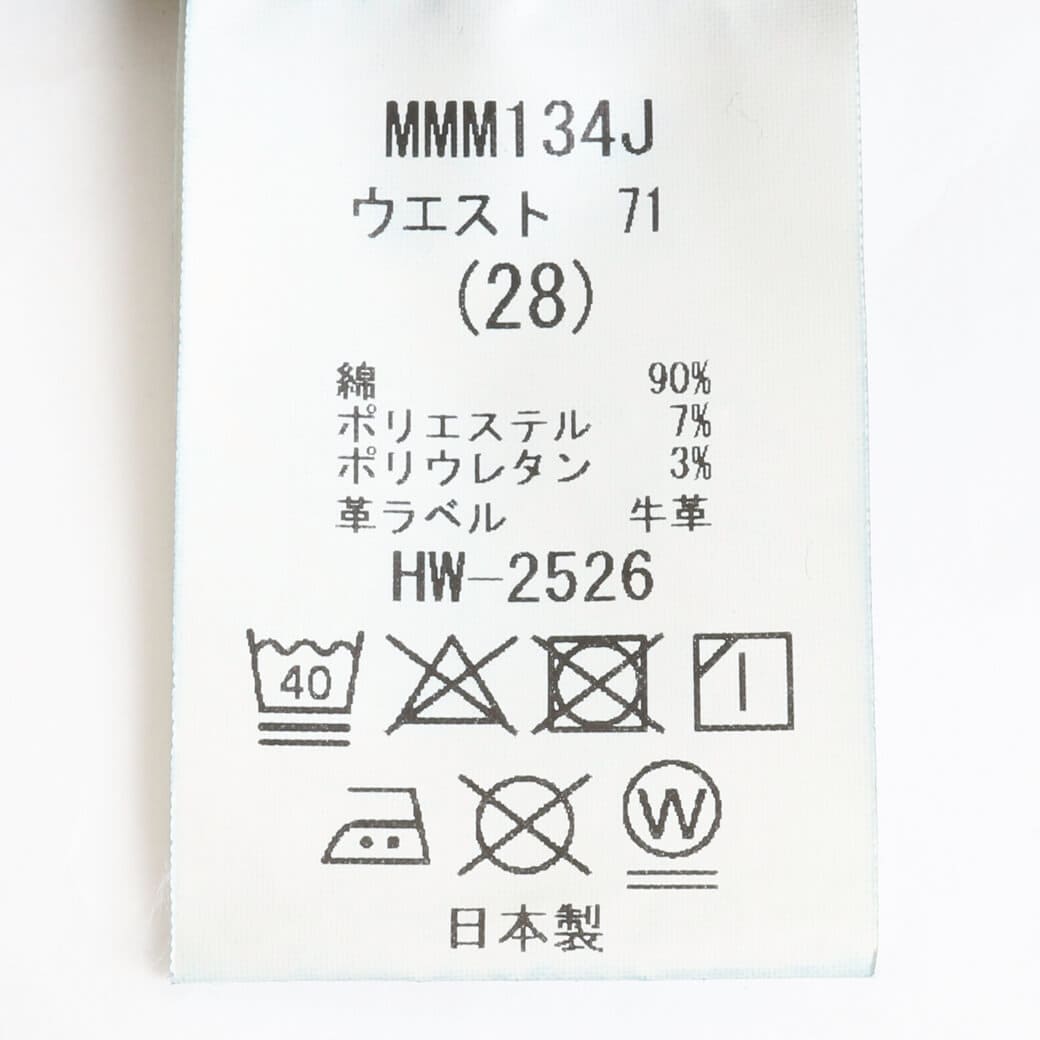 MMM134J
ウエスト 71
(28)
綿 90%
ポリエステル 7%
ポリウレタン 3%
革ラベル 牛革
HW-2526
40
W
日本製